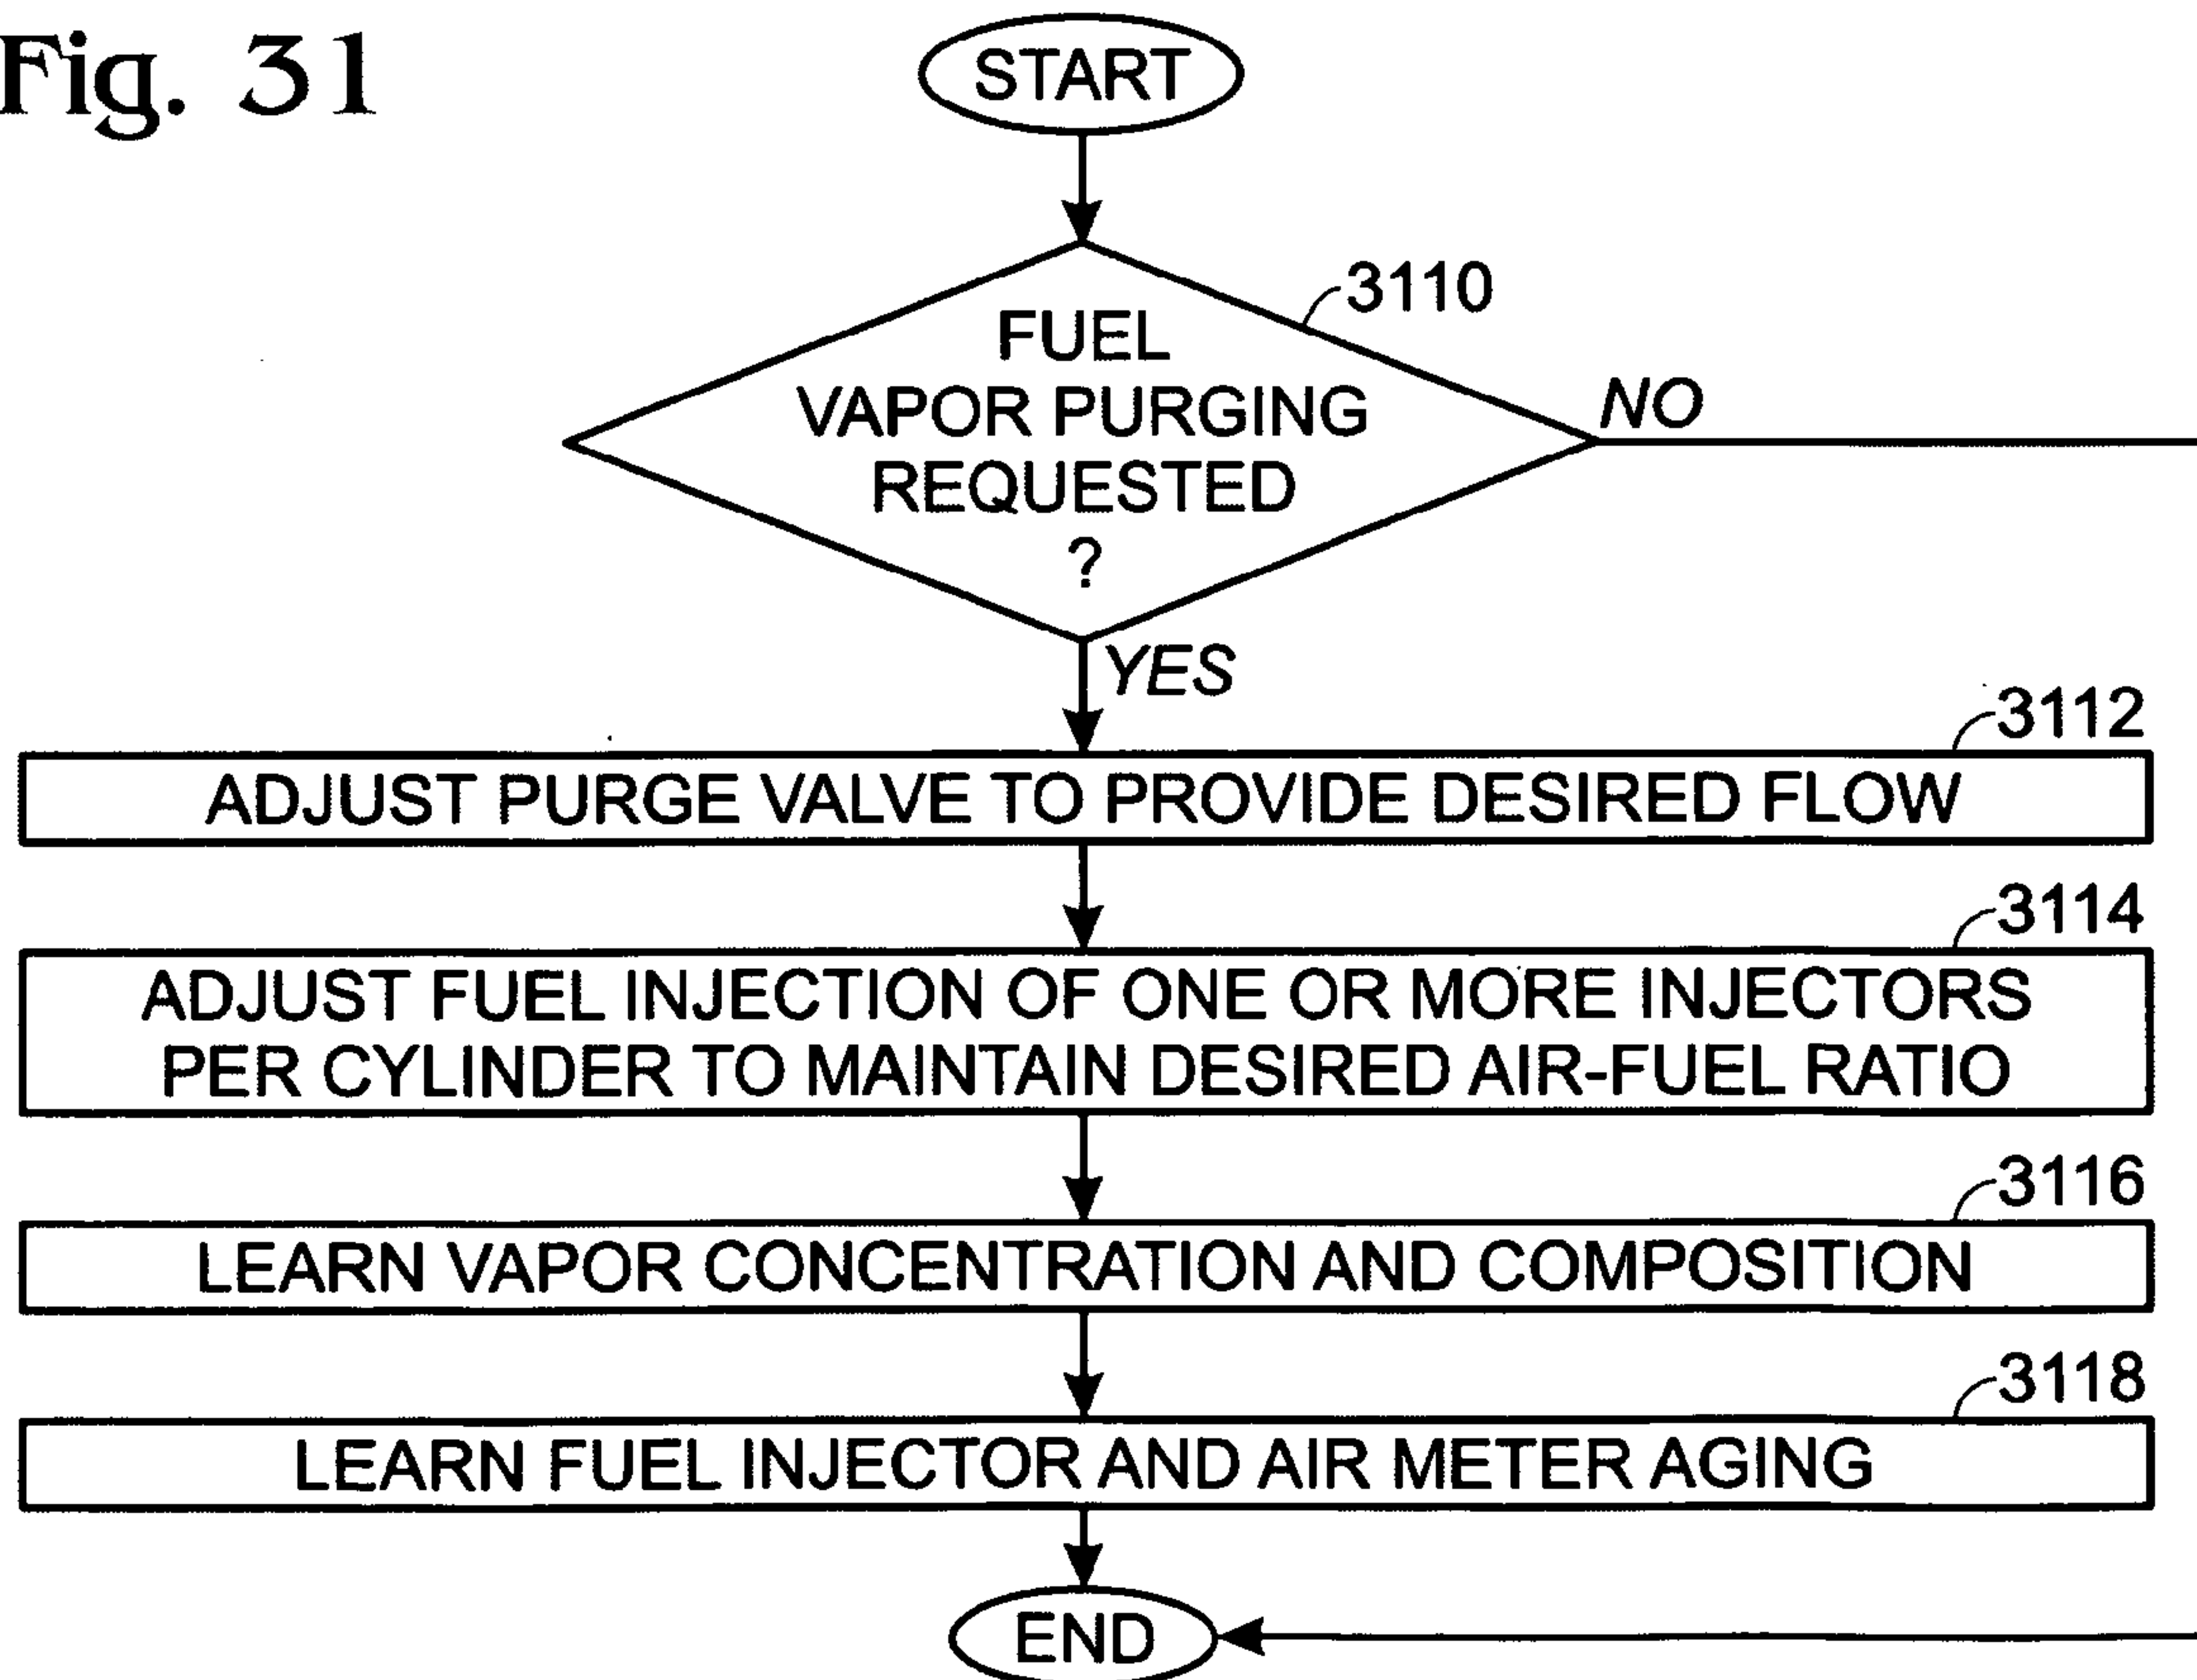 Fig. 31
START
3110
FUEL
VAPOR PURGING
REQUESTED
?
NO
YES
3112
ADJUST PURGE VALVE TO PROVIDE DESIRED FLOW
3114
ADJUST FUEL INJECTION OF ONE OR MORE INJECTORS
PER CYLINDER TO MAINTAIN DESIRED AIR-FUEL RATIO
3116
LEARN VAPOR CONCENTRATION AND COMPOSITION
3118
LEARN FUEL INJECTOR AND AIR METER AGING
END